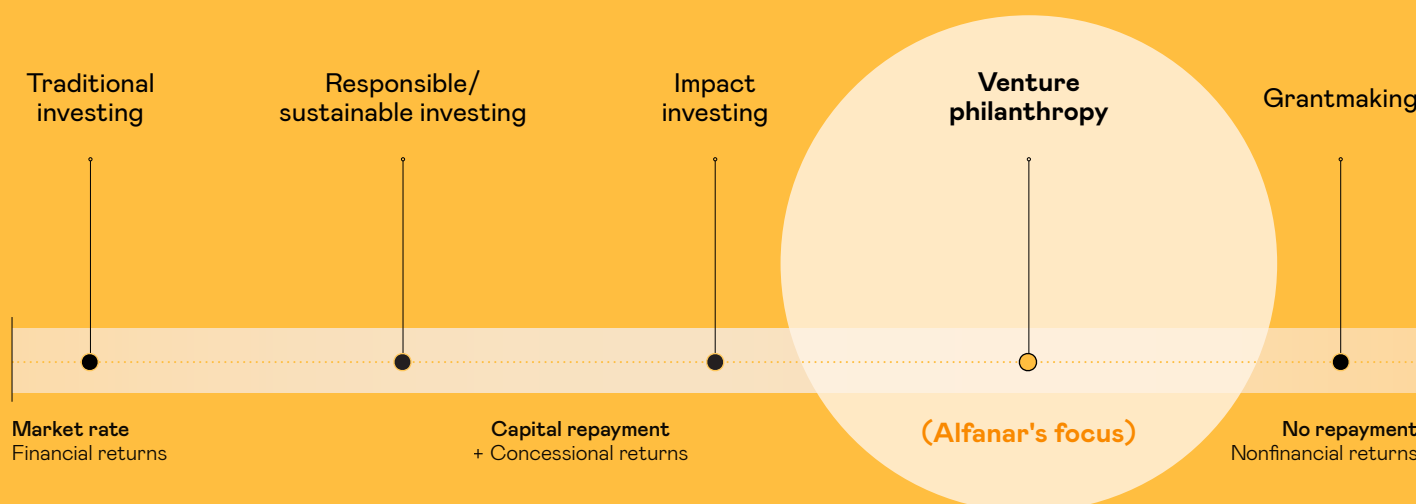 Traditional
investing
Responsible/
sustainable investing
Impact
investing
Venture
philanthropy
Grantmaking
Market rate
Financial returns
Capital repayment
+ Concessional returns
(Alfanar's focus)
No repayment
Nonfinancial returns